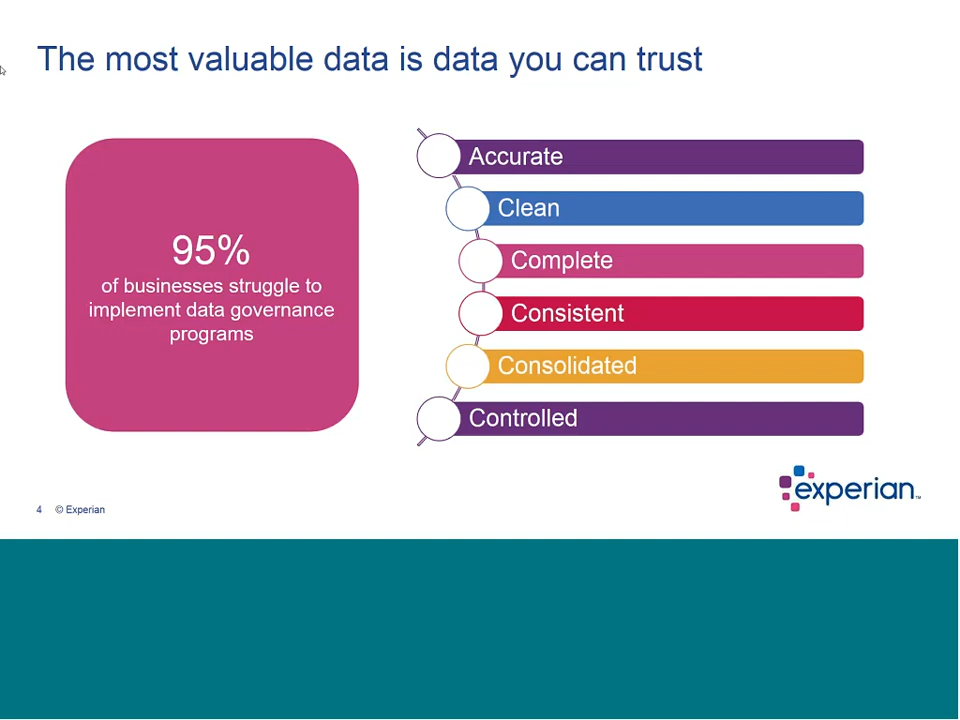 The most valuable data is data you can trust
95%
of businesses struggle to
implement data governance
programs
Accurate
Clean
Complete
Consistent
Consolidated
Controlled
experian™
4 © Experian